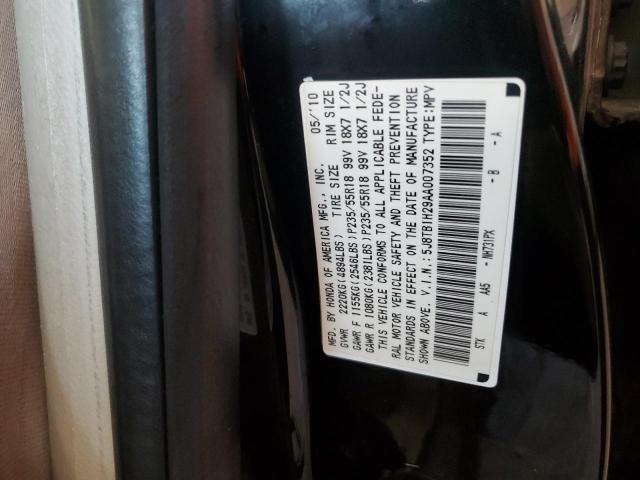 MFD. BY HONDA OF AMERICA MFG., INC. 05/'10
GVWR 2220KG(4894LBS) TIRE SIZE RIM SIZE
GAWR F 1155KG(2546LBS)P235/55R18 99V 18X7 1/2J
GAWR R 1080KG(2381LBS)P235/55R18 99V 18X7 1/2J
THIS VEHICLE CONFORMS TO ALL APPLICABLE FEDE-
RAL MOTOR VEHICLE SAFETY AND THEFT PREVENTION
STANDARDS IN EFFECT ON THE DATE OF MANUFACTURE
SHOWN ABOVE. V.I.N.:5J8TB1H29AA007352 TYPE:MPV
STK A AA5 - NH731PX - B - A